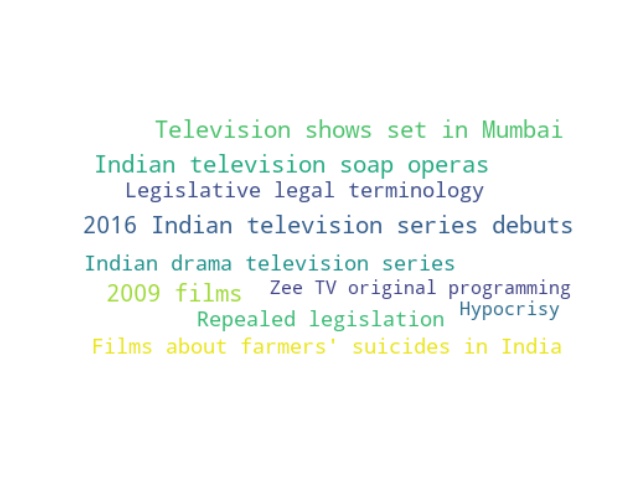 Television shows set in Mumbai
Indian television soap operas
Legislative legal terminology
2016 Indian television series debuts
Indian drama television series
2009 films
Zee TV original programming
Hypocrisy
Repealed legislation
Films about farmers' suicides in India